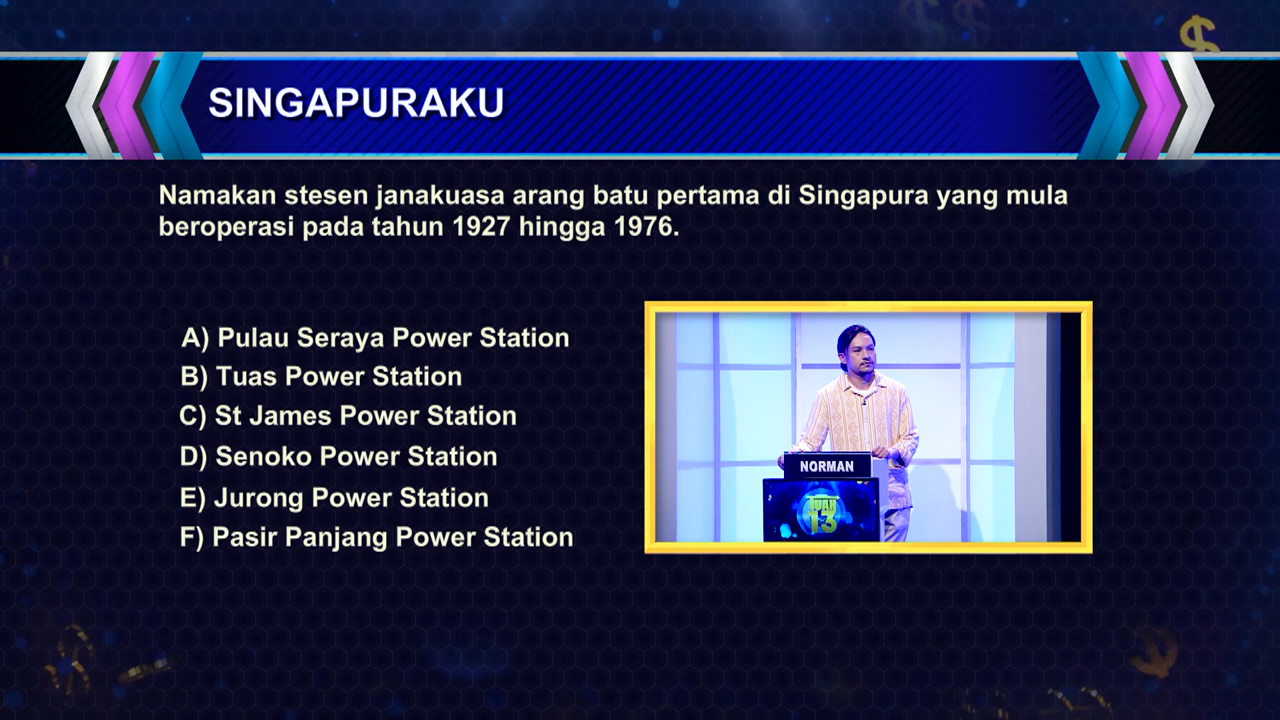 SINGAPURAKU
Namakan stesen janakuasa arang batu pertama di Singapura yang mula
beroperasi pada tahun 1927 hingga 1976.
A) Pulau Seraya Power Station
B) Tuas Power Station
C) St James Power Station
D) Senoko Power Station
E) Jurong Power Station
F) Pasir Panjang Power Station
NORMAN
TUAH
13